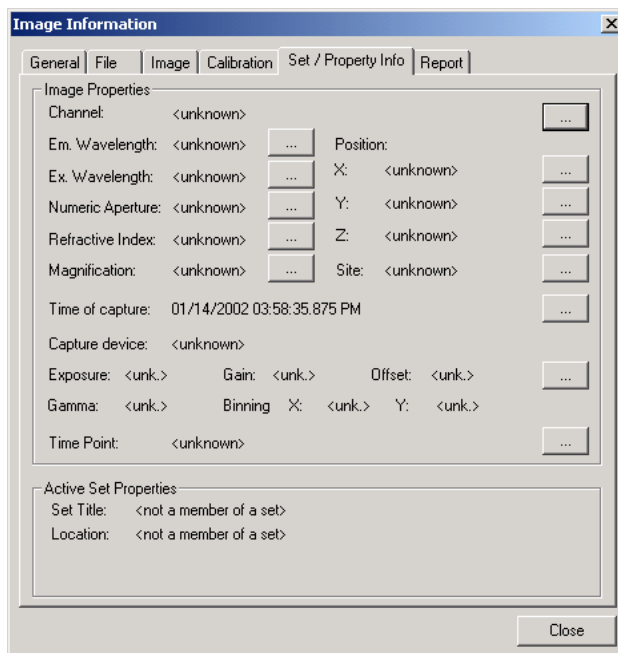 Image Information
General File Image Calibration Set / Property Info Report
Image Properties
Channel: <unknown> ...
Em. Wavelength: <unknown> ... Position:
Ex. Wavelength: <unknown> ... X: <unknown> ...
Numeric Aperture: <unknown> ... Y: <unknown> ...
Refractive Index: <unknown> ... Z: <unknown> ...
Magnification: <unknown> ... Site: <unknown> ...
Time of capture: 01/14/2002 03:58:35.875 PM ...
Capture device: <unknown>
Exposure: <unk.> Gain: <unk.> Offset: <unk.> ...
Gamma: <unk.> Binning X: <unk.> Y: <unk.>
Time Point: <unknown> ...
Active Set Properties
Set Title: <not a member of a set>
Location: <not a member of a set>
Close